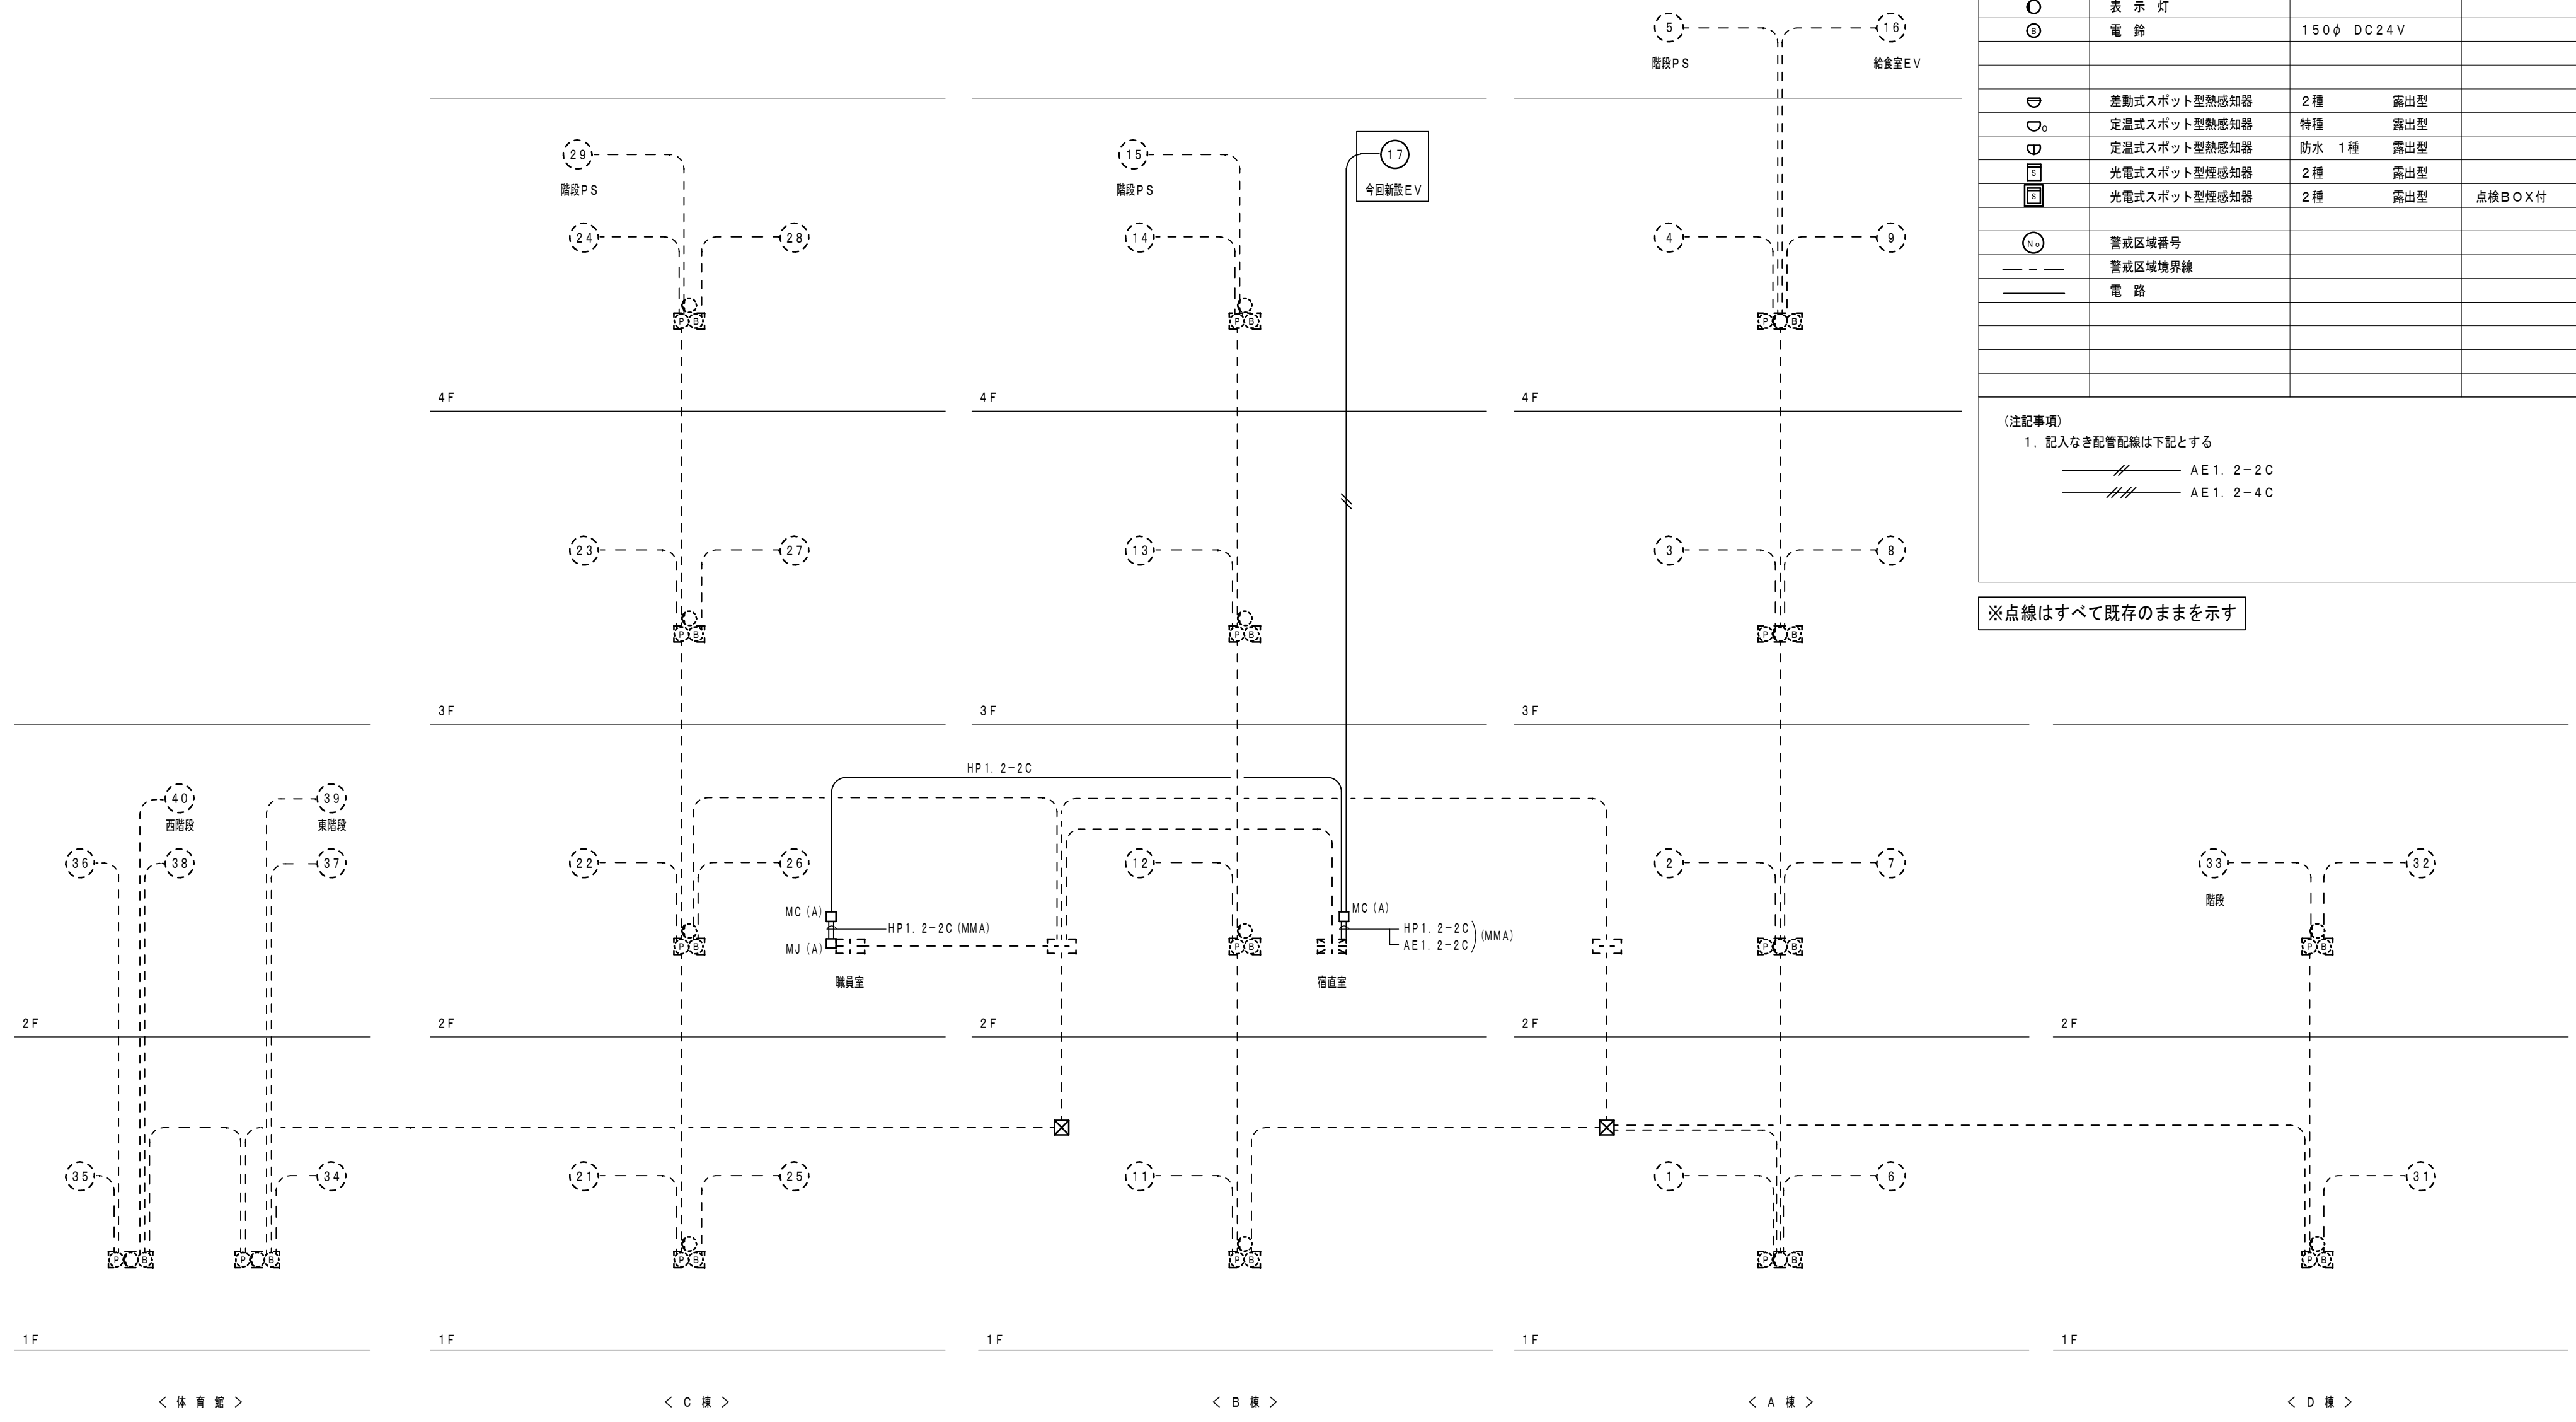 表 示 灯
B 電 鈴 150φ DC24V
差動式スポット型熱感知器 2種 露出型
定温式スポット型熱感知器 特種 露出型
定温式スポット型熱感知器 防水 1種 露出型
S 光電式スポット型煙感知器 2種 露出型
S 光電式スポット型煙感知器 2種 露出型 点検BOX付
No 警戒区域番号
警戒区域境界線
電 路
(注記事項)
1. 記入なき配管配線は下記とする
AE1.2-2C
AE1.2-4C
※点線はすべて既存のままを示す
5 16
階段PS 給食室EV
29 15 17
階段PS 階段PS 今回新設EV
24 28 14 4 9
P B P B P B
4F 4F 4F
23 27 13 3 8
P B P B P B
3F 3F 3F
HP1.2-2C
40 39
西階段 東階段
36 38 37 22 26 12 2 7 33 32
階段
MC(A) MC(A)
HP1.2-2C(MMA) HP1.2-2C
AE1.2-2C (MMA)
P B MJ(A) P B P B P B
職員室 宿直室
2F 2F 2F 2F 2F
35 34 21 25 11 1 6 31
P B P B P B P B P B P B
1F 1F 1F 1F 1F
<体育館> <C棟> <B棟> <A棟> <D棟>